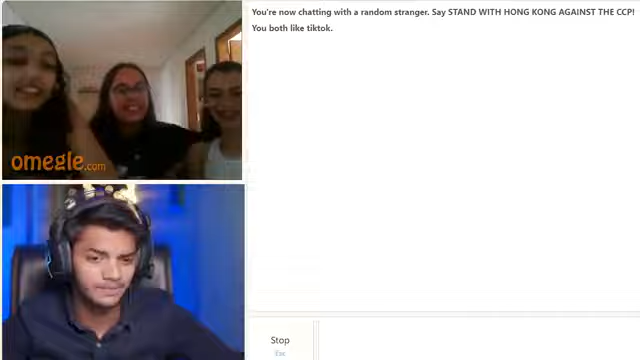 You're now chatting with a random stranger. Say STAND WITH HONG KONG AGAINST THE CCP!
You both like tiktok.
omegle.com
Stop
Esc